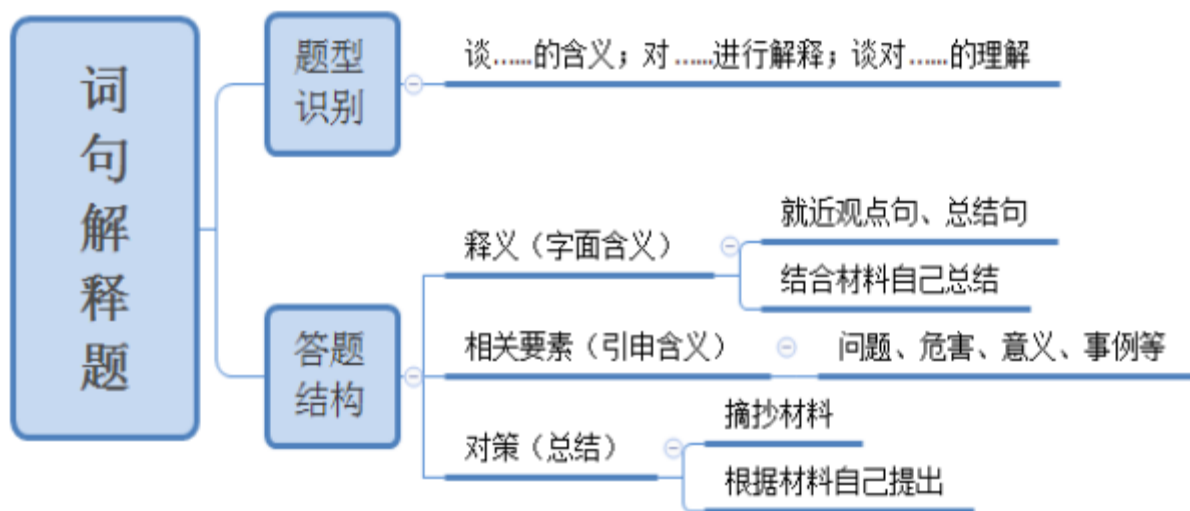 词句解释题
题型
识别
谈……的含义；对……进行解释；谈对……的理解
答题
结构
释义（字面含义）
就近观点句、总结句
结合材料自己总结
相关要素（引申含义）
问题、危害、意义、事例等
对策（总结）
摘抄材料
根据材料自己提出